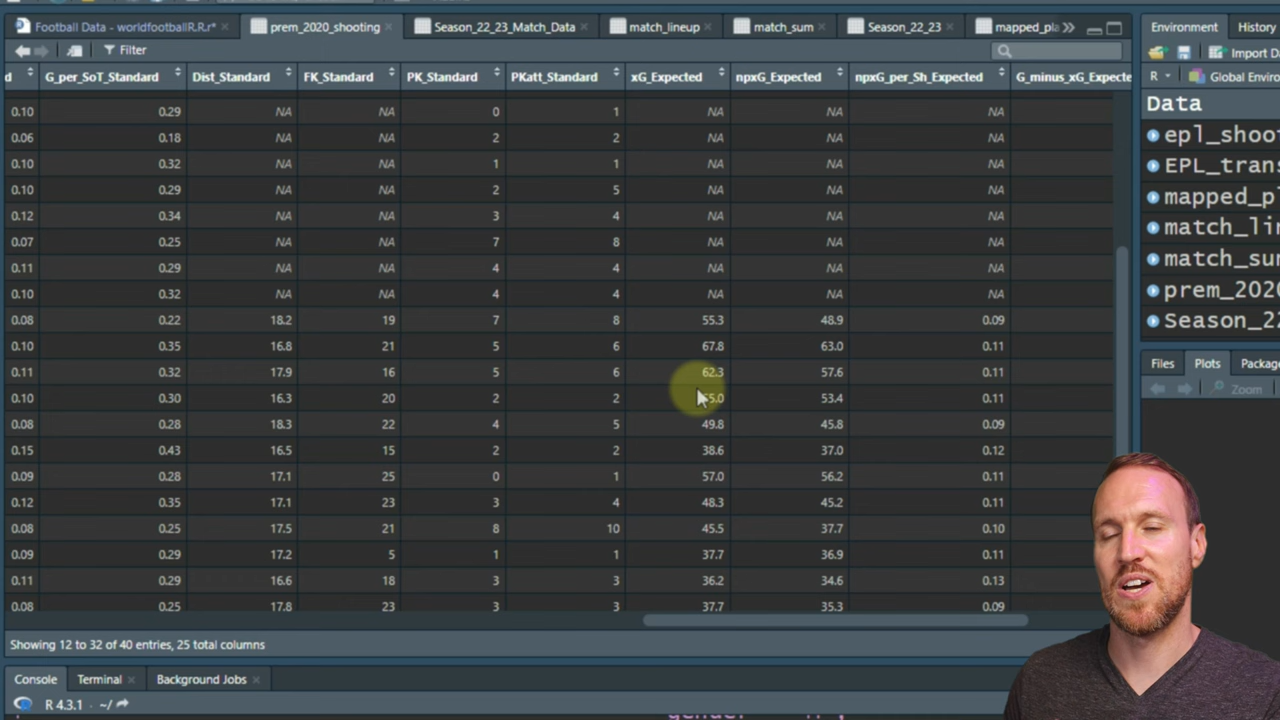 Football Data - worldfootballR.R* × prem_2020_shooting × Season_22_23_Match_Data × match_lineup × match_sum × Season_22_23 × mapped_pla »
Filter
d G_per_SoT_Standard Dist_Standard FK_Standard PK_Standard PKatt_Standard xG_Expected npxG_Expected npxG_per_Sh_Expected G_minus_xG_Expecte
0.10 0.29 NA NA 0 1 NA NA NA
0.06 0.18 NA NA 2 2 NA NA NA
0.10 0.32 NA NA 1 1 NA NA NA
0.10 0.29 NA NA 2 5 NA NA NA
0.12 0.34 NA NA 3 4 NA NA NA
0.07 0.25 NA NA 7 8 NA NA NA
0.11 0.29 NA NA 4 4 NA NA NA
0.10 0.32 NA NA 4 4 NA NA NA
0.08 0.22 18.2 19 7 8 55.3 48.9 0.09
0.10 0.35 16.8 21 5 6 67.8 63.0 0.11
0.11 0.32 17.9 16 5 6 62.3 57.6 0.11
0.10 0.30 16.3 20 2 2 53.4 0.11
0.08 0.28 18.3 22 4 5 49.8 45.8 0.09
0.15 0.43 16.5 15 2 2 38.6 37.0 0.12
0.09 0.28 17.1 25 0 1 57.0 56.2 0.11
0.12 0.35 17.1 23 3 4 48.3 45.2 0.11
0.08 0.25 17.5 21 8 10 45.5 37.7 0.10
0.09 0.29 17.2 5 1 1 37.7 36.9 0.11
0.11 0.29 16.6 18 3 3 36.2 34.6 0.13
0.08 0.25 17.8 23 3 3 37.7 35.3 0.09
Showing 12 to 32 of 40 entries, 25 total columns
Console Terminal × Background Jobs ×
R 4.3.1 · ~/
Environment History
Import Da
R Global Enviro
Data
epl_shoot
EPL_trans
mapped_pl
match_lin
match_sum
prem_2020
Season_22
Files Plots Package
Zoom